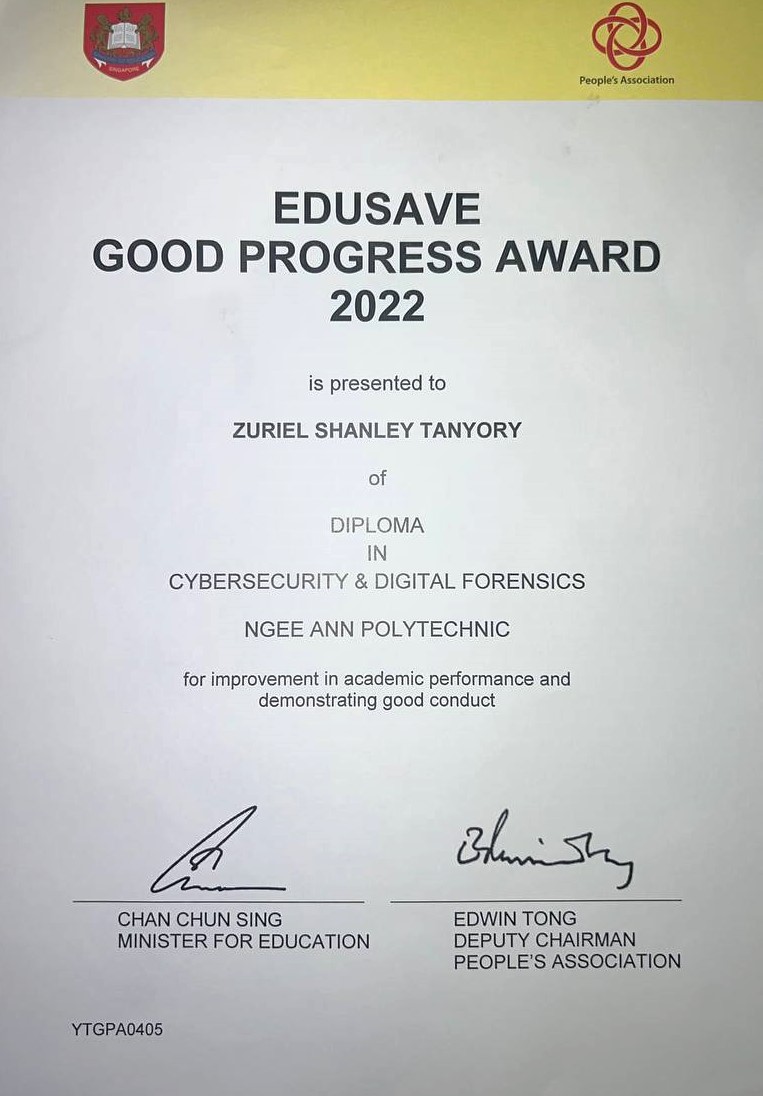 SINGAPORE
People's Association
EDUSAVE
GOOD PROGRESS AWARD
2022
is presented to
ZURIEL SHANLEY TANYORY
of
DIPLOMA
IN
CYBERSECURITY & DIGITAL FORENSICS
NGEE ANN POLYTECHNIC
for improvement in academic performance and
demonstrating good conduct
CHAN CHUN SING
MINISTER FOR EDUCATION
EDWIN TONG
DEPUTY CHAIRMAN
PEOPLE'S ASSOCIATION
YTGPA0405